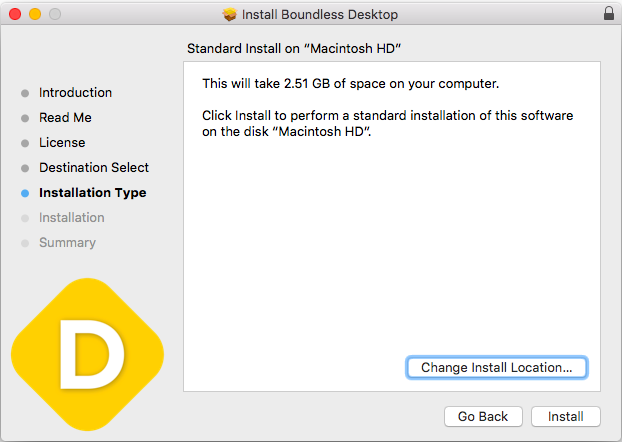 Install Boundless Desktop
Standard Install on “Macintosh HD”
Introduction
Read Me
License
Destination Select
Installation Type
Installation
Summary
This will take 2.51 GB of space on your computer.
Click Install to perform a standard installation of this software
on the disk “Macintosh HD”.
D
Change Install Location...
Go Back
Install